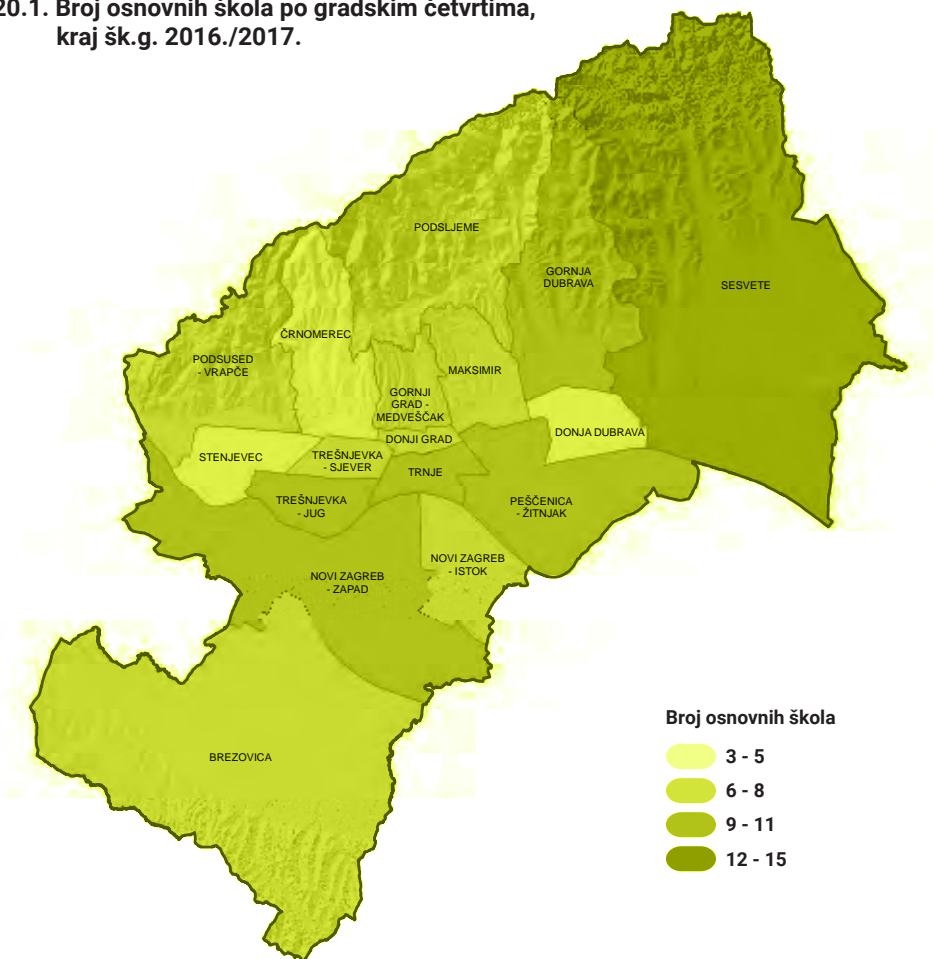 20.1. Broj osnovnih škola po gradskim četvrtima,
kraj šk.g. 2016./2017.
PODSLJEME
GORNJA
DUBRAVA
SESVETE
ČRNOMEREC
PODSUSED
- VRAPČE
MAKSIMIR
GORNJI
GRAD -
MEDVEŠČAK
DONJI GRAD
DONJA DUBRAVA
STENJEVEC
TREŠNJEVKA
- SJEVER
TRNJE
TREŠNJEVKA
- JUG
PEŠČENICA
- ŽITNJAK
NOVI ZAGREB
- ISTOK
NOVI ZAGREB
- ZAPAD
BREZOVICA
Broj osnovnih škola
3 - 5
6 - 8
9 - 11
12 - 15